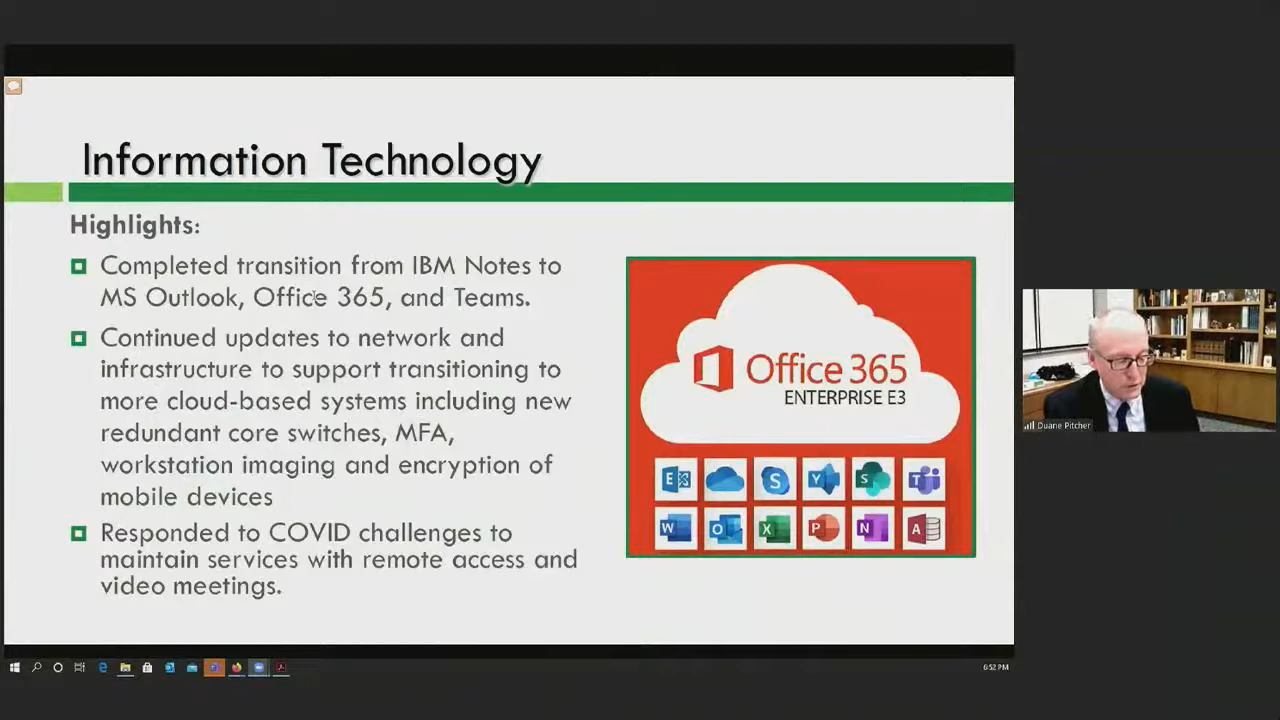 Information Technology
Highlights:
Completed transition from IBM Notes to
MS Outlook, Office 365, and Teams.
Continued updates to network and
infrastructure to support transitioning to
more cloud-based systems including new
redundant core switches, MFA,
workstation imaging and encryption of
mobile devices
Responded to COVID challenges to
maintain services with remote access and
video meetings.
Office 365
ENTERPRISE E3
E S Y S T
W O X P N A
Duane Pitcher
6:52 PM